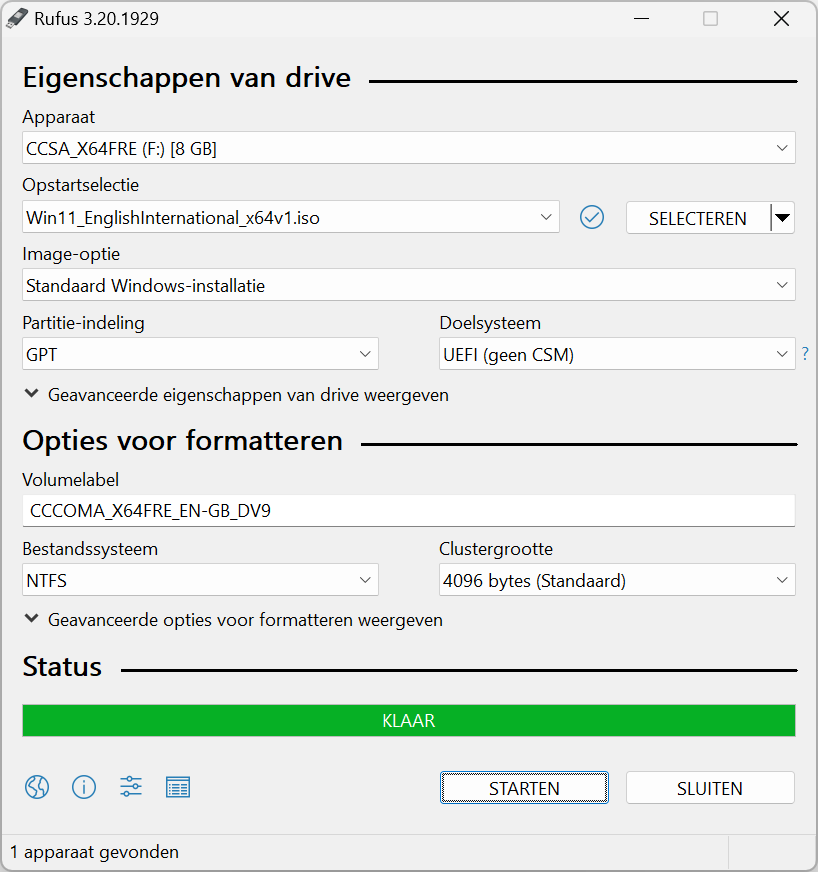 Rufus 3.20.1929
Eigenschappen van drive
Apparaat
CCSA_X64FRE (F:) [8 GB]
Opstartselectie
Win11_EnglishInternational_x64v1.iso
SELECTEREN
Image-optie
Standaard Windows-installatie
Partitie-indeling
Doelsysteem
GPT
UEFI (geen CSM)
?
Geavanceerde eigenschappen van drive weergeven
Opties voor formatteren
Volumelabel
CCCOMA_X64FRE_EN-GB_DV9
Bestandssysteem
Clustergrootte
NTFS
4096 bytes (Standaard)
Geavanceerde opties voor formatteren weergeven
Status
KLAAR
STARTEN
SLUITEN
1 apparaat gevonden